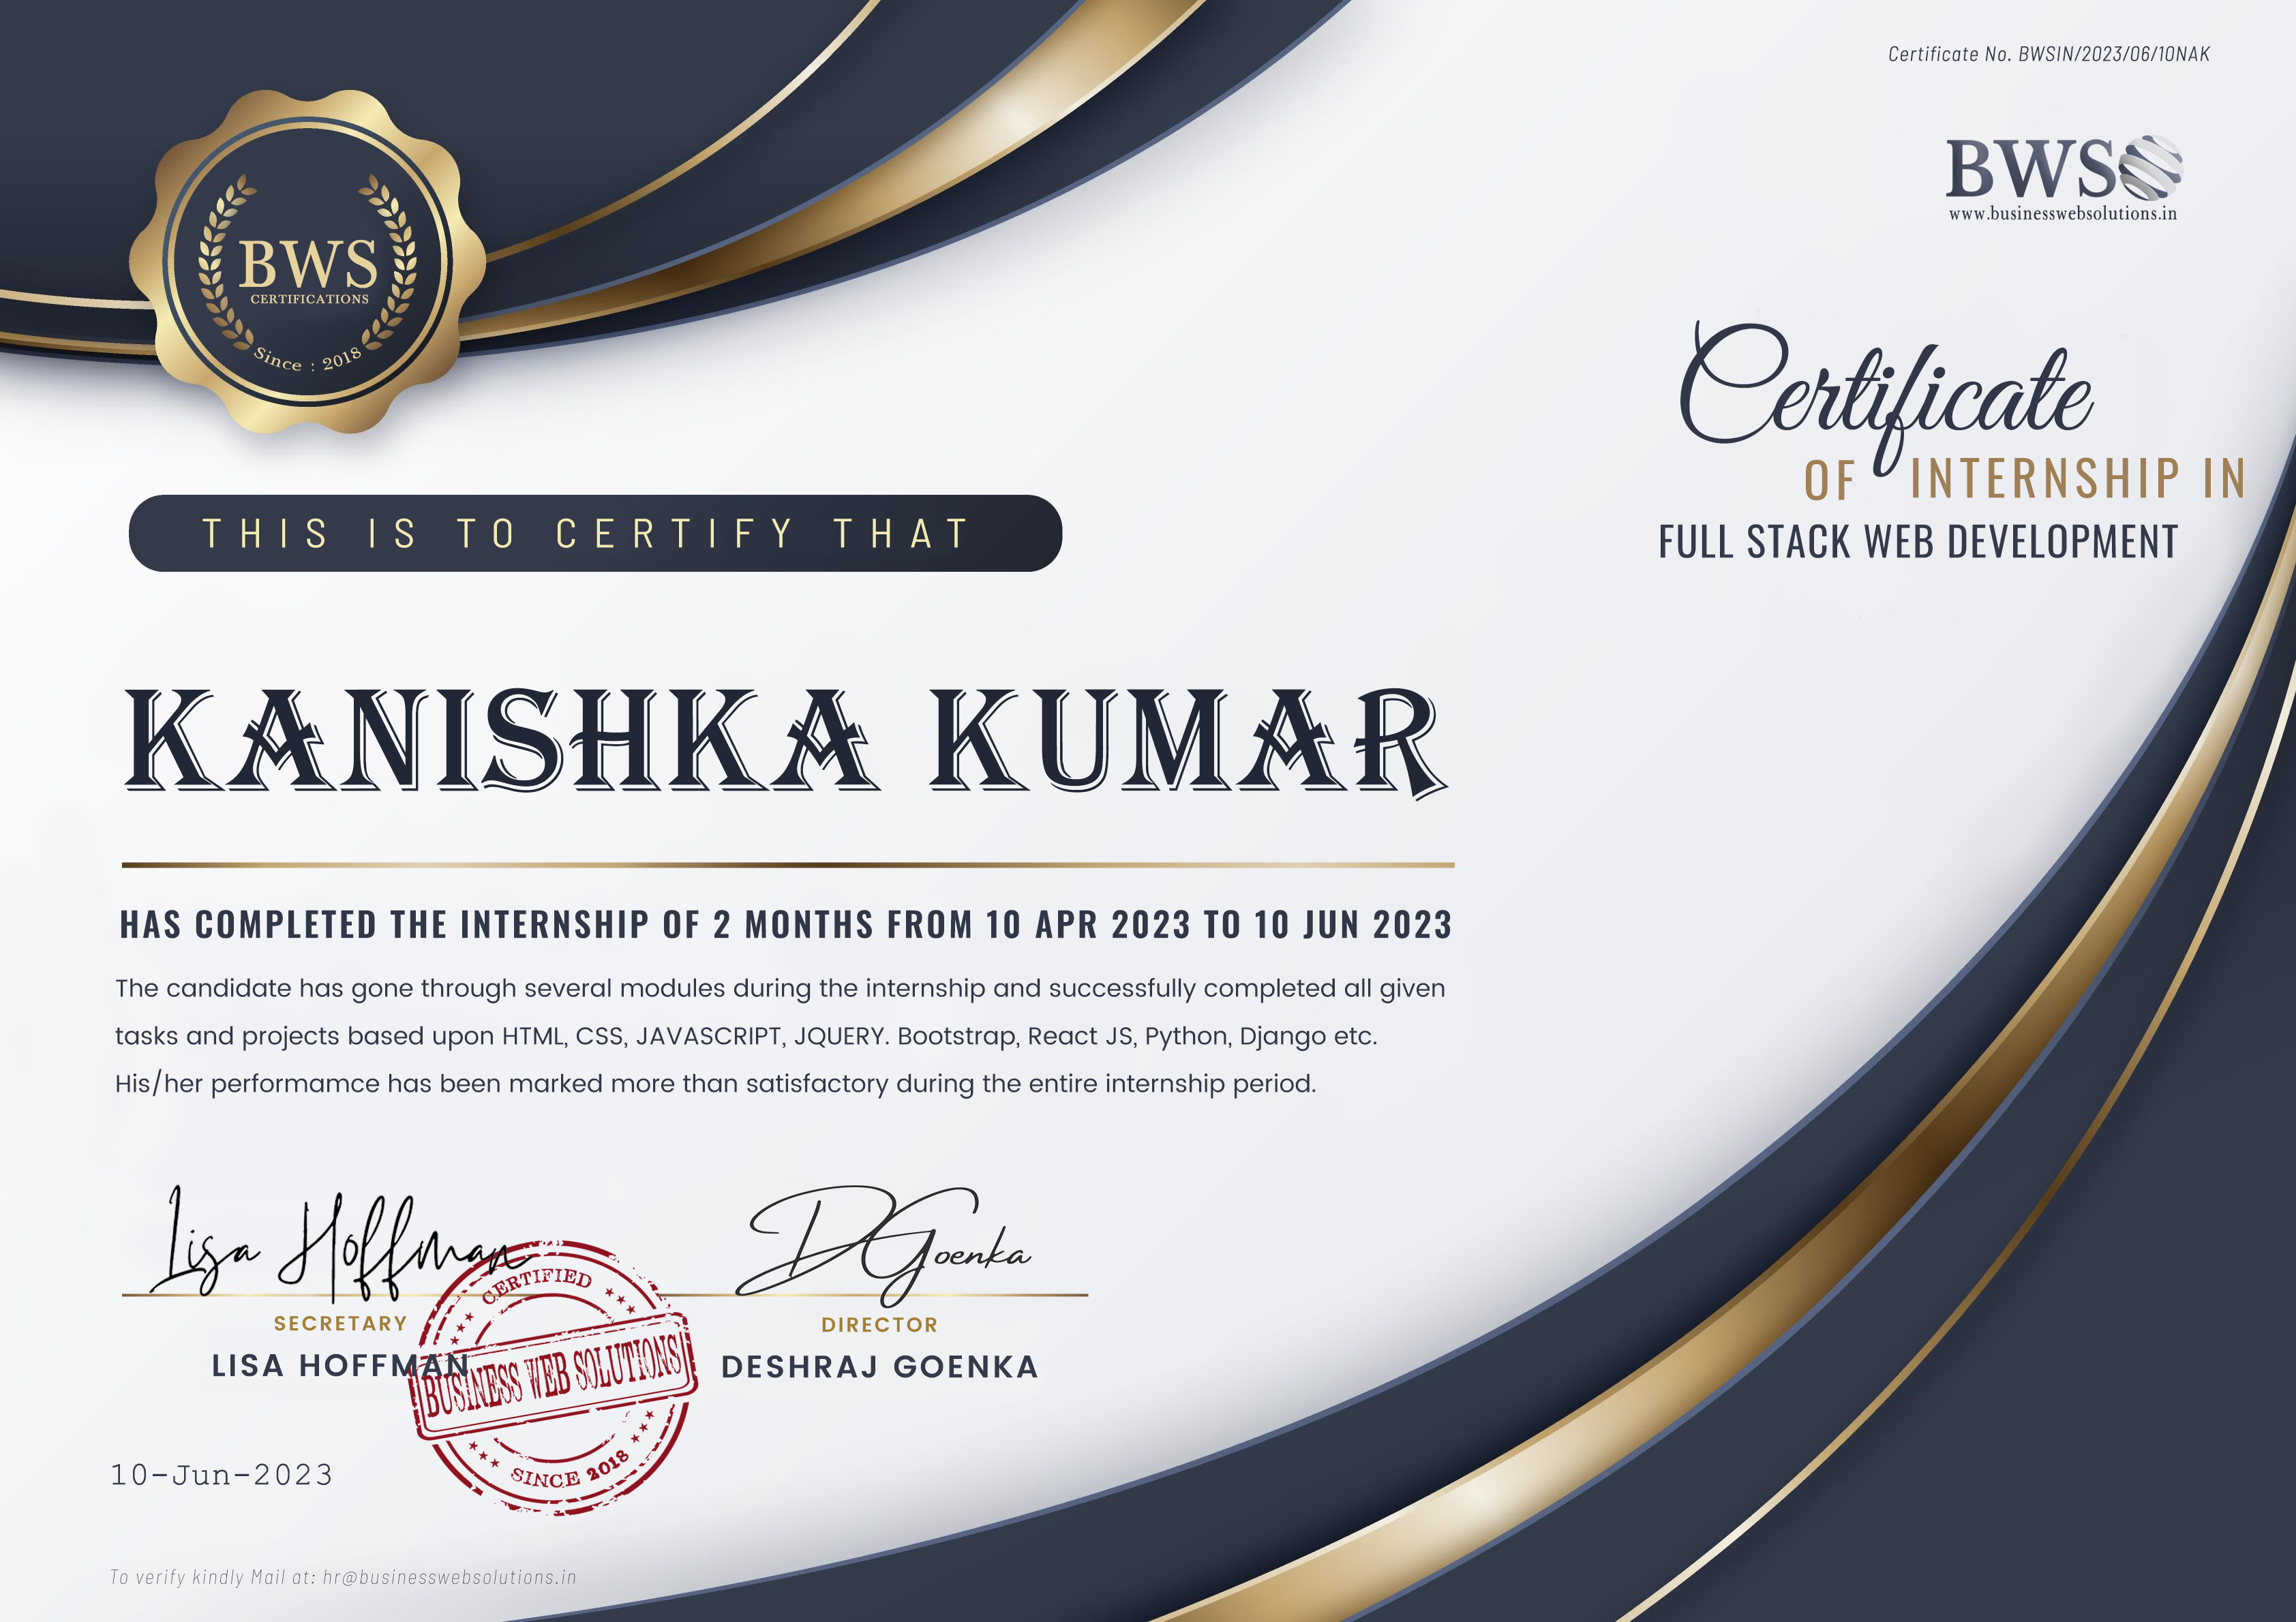 Certificate No. BWSIN/2023/06/10NAK
BWS
www.businesswebsolutions.in
BWS
CERTIFICATIONS
Since : 2018
Certificate
OF INTERNSHIP IN
FULL STACK WEB DEVELOPMENT
THIS IS TO CERTIFY THAT
KANISHKA KUMAR
HAS COMPLETED THE INTERNSHIP OF 2 MONTHS FROM 10 APR 2023 TO 10 JUN 2023
The candidate has gone through several modules during the internship and successfully completed all given
tasks and projects based upon HTML, CSS, JAVASCRIPT, JQUERY. Bootstrap, React JS, Python, Django etc.
His/her performamce has been marked more than satisfactory during the entire internship period.
Lisa Hoffman
DGoenka
SECRETARY
DIRECTOR
LISA HOFFMAN
DESHRAJ GOENKA
CERTIFIED
BUSINESS WEB SOLUTIONS
SINCE 2018
10-Jun-2023
To verify kindly Mail at: hr@businesswebsolutions.in